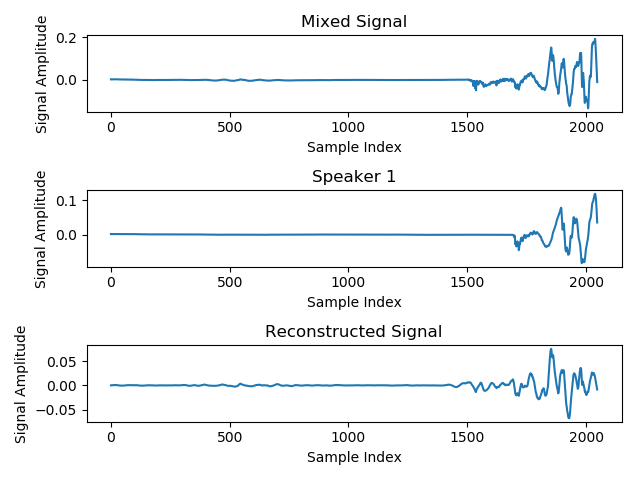 Mixed Signal
Signal Amplitude
0.2
0.0
0 500 1000 1500 2000
Sample Index
Speaker 1
Signal Amplitude
0.1
0.0
0 500 1000 1500 2000
Sample Index
Reconstructed Signal
Signal Amplitude
0.05
0.00
−0.05
0 500 1000 1500 2000
Sample Index